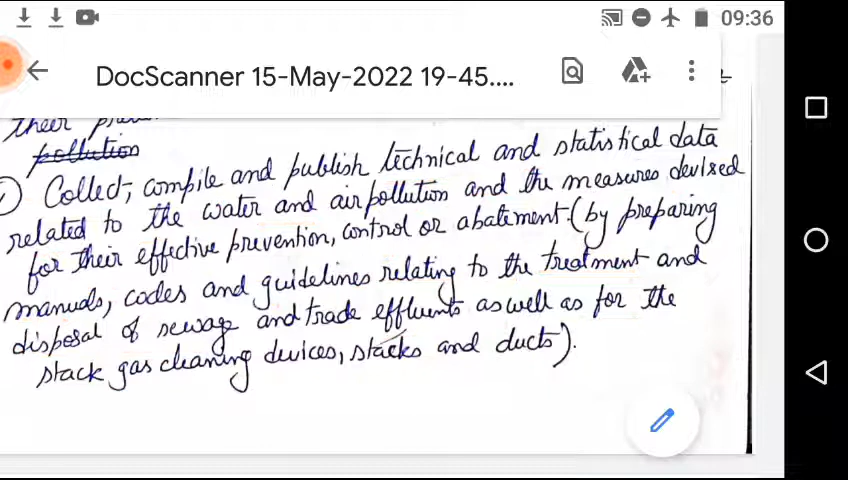 09:36
DocScanner 15-May-2022 19-45....
their
pollution
Collect, compile and publish technical and statistical data
related to the water and air pollution and the measures devised
for their effective prevention, control or abatement (by preparing
manuals, codes and guidelines relating to the treatment and
disposal of sewage and trade effluents as well as for the
stack gas cleaning devices, stacks and ducts).